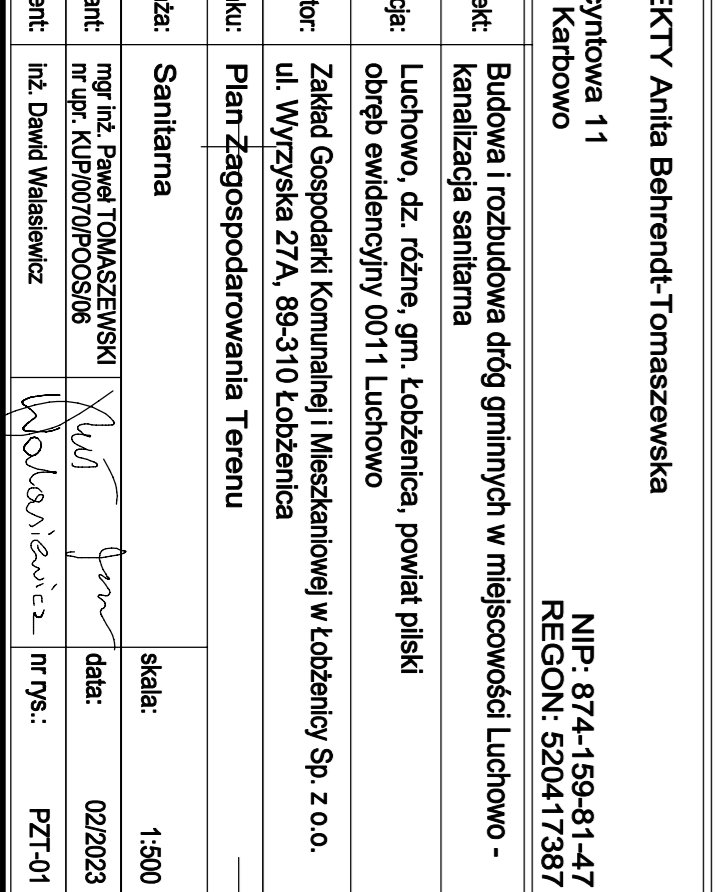 EKTY Anita Behrendt-Tomaszewska
cyntowa 11
Karbowo
NIP: 874-159-81-47
REGON: 520417387
ekt:
Budowa i rozbudowa dróg gminnych w miejscowości Luchowo -
kanalizacja sanitarna
cja:
Luchowo, dz. różne, gm. Łobżenica, powiat pilski
obręb ewidencyjny 0011 Luchowo
tor:
Zakład Gospodarki Komunalnej i Mieszkaniowej w Łobżenicy Sp. z o.o.
ul. Wyrzyska 27A, 89-310 Łobżenica
ku:
Plan Zagospodarowania Terenu
ża:
Sanitarna
skala:
1:500
ant:
mgr inż. Paweł TOMASZEWSKI
nr upr. KUP/0070/POOS/06
data:
02/2023
ent:
inż. Dawid Walasiewicz
Walasiewicz
nr rys.:
PZT-01